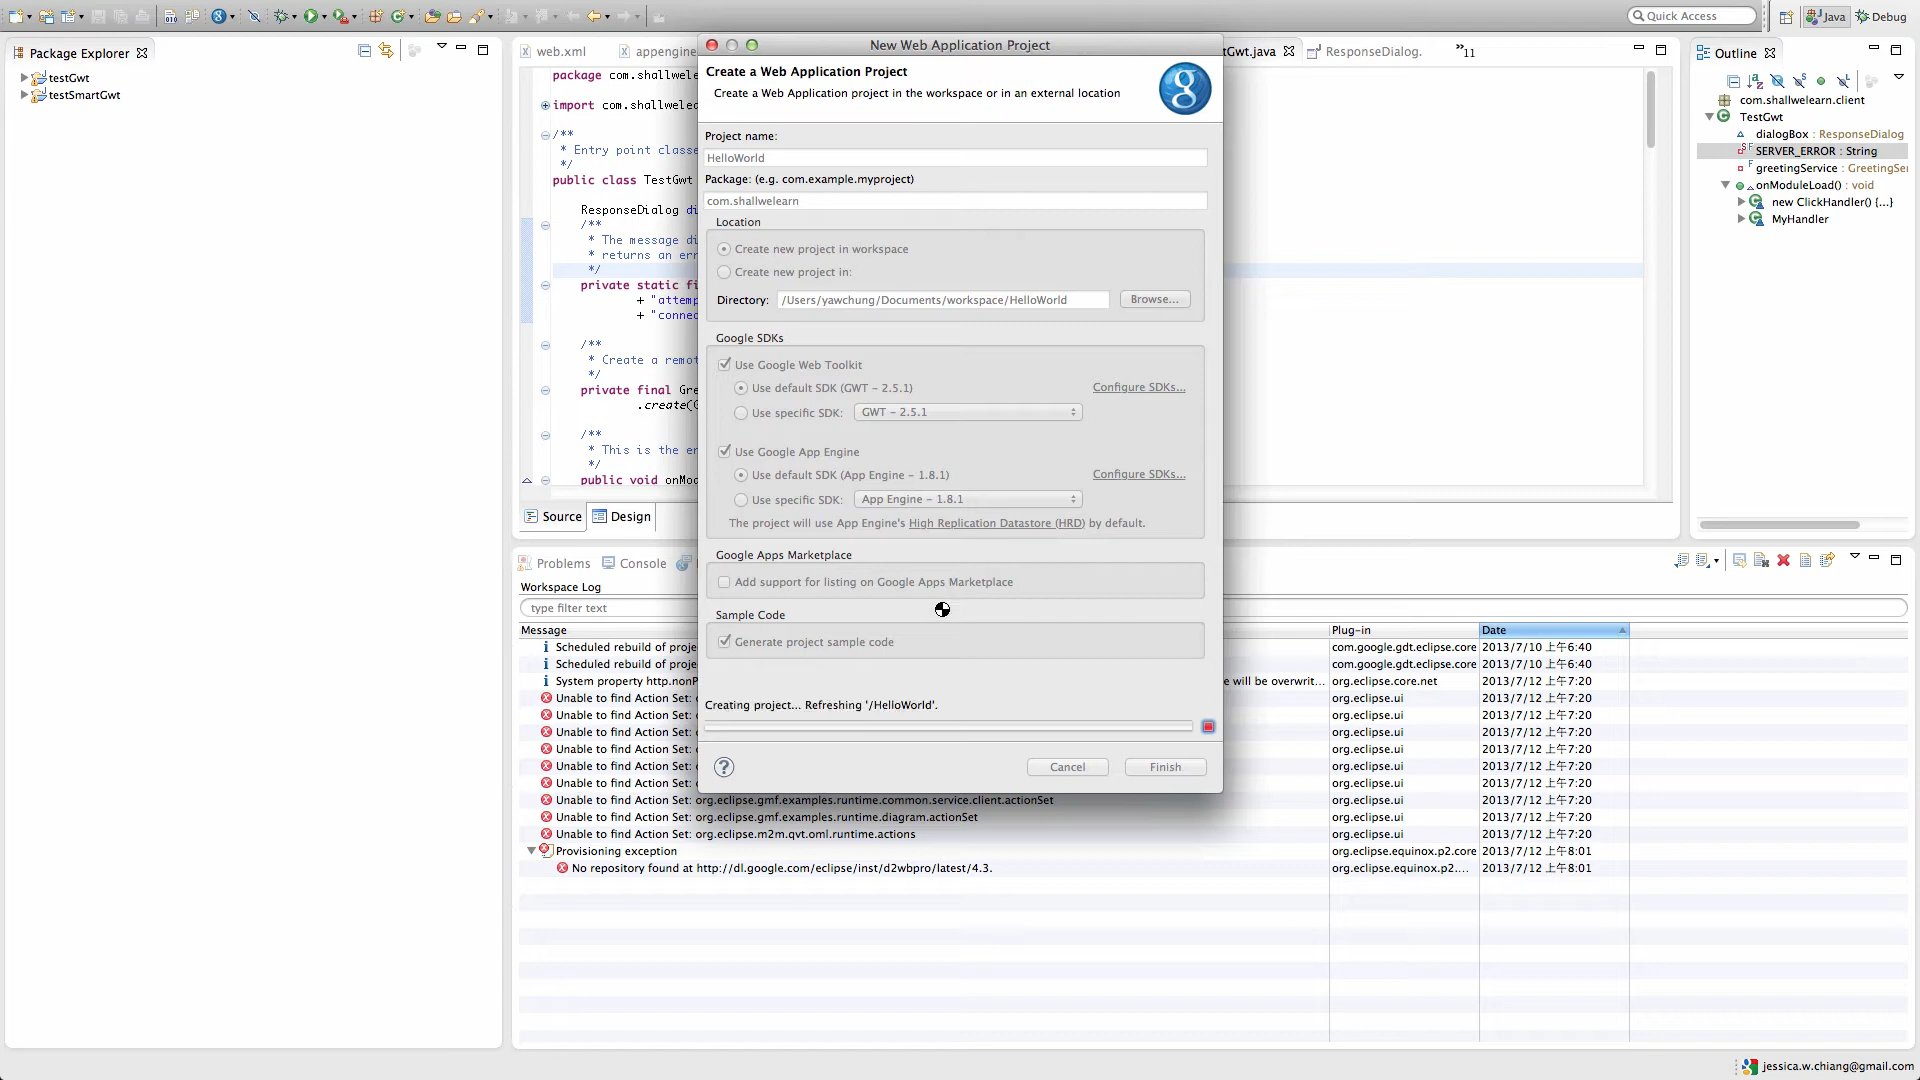 Quick Access
Java
Debug
Package Explorer
testGwt
testSmartGwt
web.xml
appengine
tGwt.java
ResponseDialog.
»11
package com.shallwelea
import com.shallwelear
/**
* Entry point classe
*/
public class TestGwt
ResponseDialog di
/**
* The message di
* returns an err
*/
private static fi
+ "attemp
+ "connec
/**
* Create a remot
*/
private final Gre
.create(G
/**
* This is the en
*/
public void onMod
Source
Design
Outline
com.shallwelearn.client
TestGwt
dialogBox : ResponseDialog
SERVER_ERROR : String
greetingService : GreetingSer
onModuleLoad() : void
new ClickHandler() {...}
MyHandler
New Web Application Project
Create a Web Application Project
Create a Web Application project in the workspace or in an external location
g
Project name:
HelloWorld
Package: (e.g. com.example.myproject)
com.shallwelearn
Location
Create new project in workspace
Create new project in:
Directory:
/Users/yawchung/Documents/workspace/HelloWorld
Browse...
Google SDKs
Use Google Web Toolkit
Use default SDK (GWT - 2.5.1)
Configure SDKs...
Use specific SDK:
GWT - 2.5.1
Use Google App Engine
Use default SDK (App Engine - 1.8.1)
Configure SDKs...
Use specific SDK:
App Engine - 1.8.1
The project will use App Engine's High Replication Datastore (HRD) by default.
Google Apps Marketplace
Add support for listing on Google Apps Marketplace
Sample Code
Generate project sample code
Creating project... Refreshing '/HelloWorld'.
?
Cancel
Finish
Problems
Console
Workspace Log
type filter text
Message
Plug-in
Date
Scheduled rebuild of proje
com.google.gdt.eclipse.core
2013/7/10 上午6:40
Scheduled rebuild of proje
com.google.gdt.eclipse.core
2013/7/10 上午6:40
System property http.nonP
e will be overwrit...
org.eclipse.core.net
2013/7/12 上午7:20
Unable to find Action Set: o
org.eclipse.ui
2013/7/12 上午7:20
Unable to find Action Set: o
org.eclipse.ui
2013/7/12 上午7:20
Unable to find Action Set: o
org.eclipse.ui
2013/7/12 上午7:20
Unable to find Action Set: o
org.eclipse.ui
2013/7/12 上午7:20
Unable to find Action Set: o
org.eclipse.ui
2013/7/12 上午7:20
Unable to find Action Set: o
org.eclipse.ui
2013/7/12 上午7:20
Unable to find Action Set: org.eclipse.gmf.examples.runtime.common.service.client.actionSet
org.eclipse.ui
2013/7/12 上午7:20
Unable to find Action Set: org.eclipse.gmf.examples.runtime.diagram.actionSet
org.eclipse.ui
2013/7/12 上午7:20
Unable to find Action Set: org.eclipse.m2m.qvt.oml.runtime.actions
org.eclipse.ui
2013/7/12 上午7:20
Provisioning exception
org.eclipse.equinox.p2.core
2013/7/12 上午8:01
No repository found at http://dl.google.com/eclipse/inst/d2wbpro/latest/4.3.
org.eclipse.equinox.p2....
2013/7/12 上午8:01
jessica.w.chiang@gmail.com